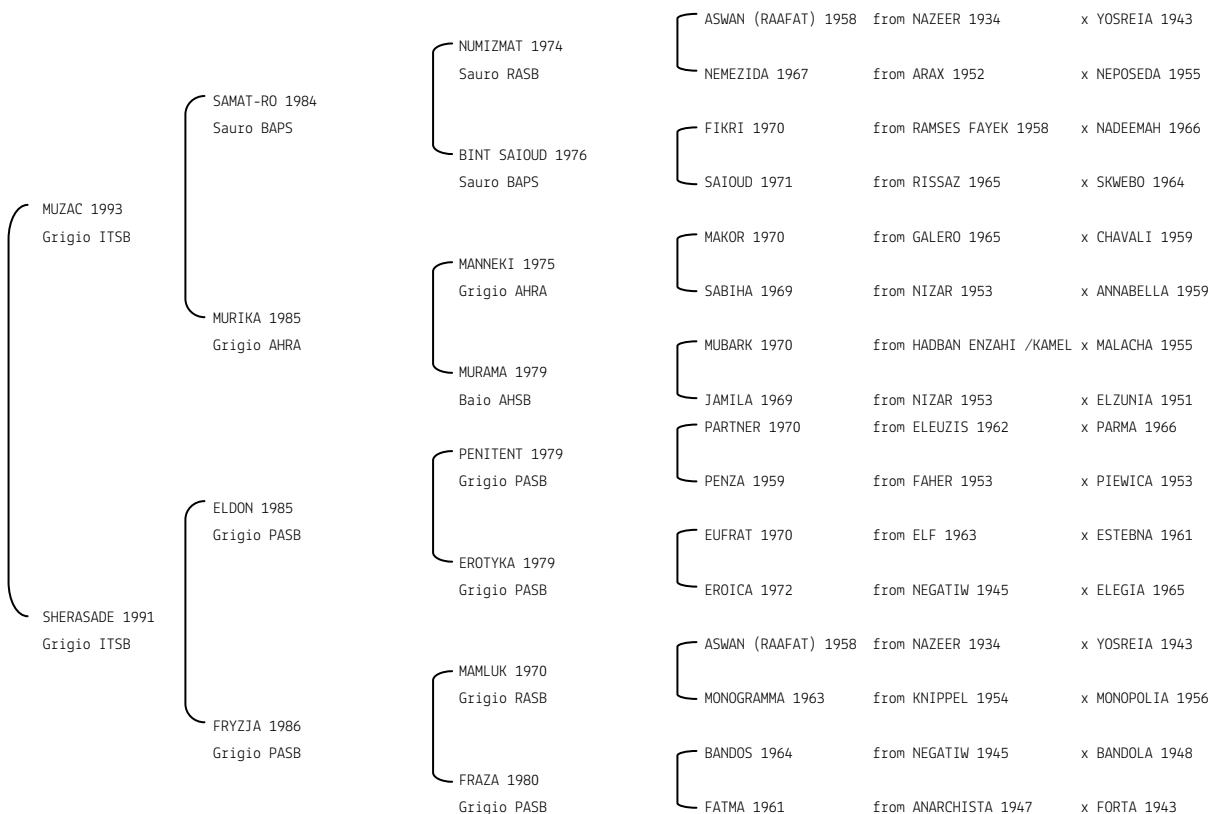 ASWAN (RAAFAT) 1958 from NAZEER 1934 x YOSREIA 1943
NUMIZMAT 1974
Sauro RASB
NEMEZIDA 1967 from ARAX 1952 x NEPOSEDA 1955
SAMAT-RO 1984
Sauro BAPS
FIKRI 1970 from RAMSES FAYEK 1958 x NADEEMAH 1966
BINT SAIOUD 1976
Sauro BAPS
SAIOUD 1971 from RISSAZ 1965 x SKWEBO 1964
MUZAC 1993
Grigio ITSB
MAKOR 1970 from GALERO 1965 x CHAVALI 1959
MANNEKI 1975
Grigio AHRA
SABIHA 1969 from NIZAR 1953 x ANNABELLA 1959
MURIKA 1985
Grigio AHRA
MUBARK 1970 from HADBAN ENZAHI /KAMEL x MALACHA 1955
MURAMA 1979
Baio AHSB
JAMILA 1969 from NIZAR 1953 x ELZUNIA 1951
PARTNER 1970 from ELEUZIS 1962 x PARMA 1966
PENITENT 1979
Grigio PASB
PENZA 1959 from FAHER 1953 x PIEWICA 1953
ELDON 1985
Grigio PASB
EUFRAT 1970 from ELF 1963 x ESTEBNA 1961
EROTYKA 1979
Grigio PASB
EROICA 1972 from NEGATIW 1945 x ELEGIA 1965
SHERASADE 1991
Grigio ITSB
ASWAN (RAAFAT) 1958 from NAZEER 1934 x YOSREIA 1943
MAMLUK 1970
Grigio RASB
MONOGRAMMA 1963 from KNIPPEL 1954 x MONOPOLIA 1956
FRYZJA 1986
Grigio PASB
BANDOS 1964 from NEGATIW 1945 x BANDOLA 1948
FRAZA 1980
Grigio PASB
FATMA 1961 from ANARCHISTA 1947 x FORTA 1943